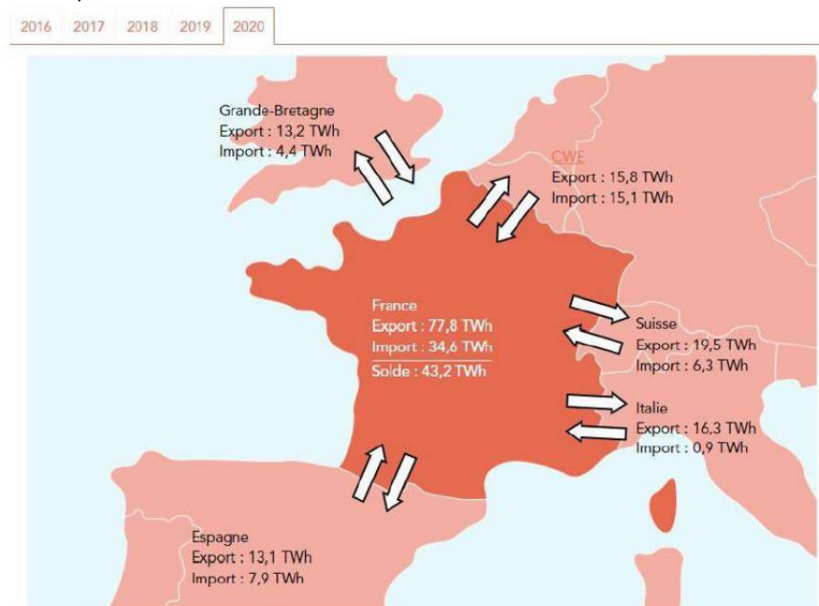 2016 2017 2018 2019 2020
Grande-Bretagne
Export : 13,2 TWh
Import : 4,4 TWh
CWE
Export : 15,8 TWh
Import : 15,1 TWh
France
Export : 77,8 TWh
Import : 34,6 TWh
Solde : 43,2 TWh
Suisse
Export : 19,5 TWh
Import : 6,3 TWh
Italie
Export : 16,3 TWh
Import : 0,9 TWh
Espagne
Export : 13,1 TWh
Import : 7,9 TWh